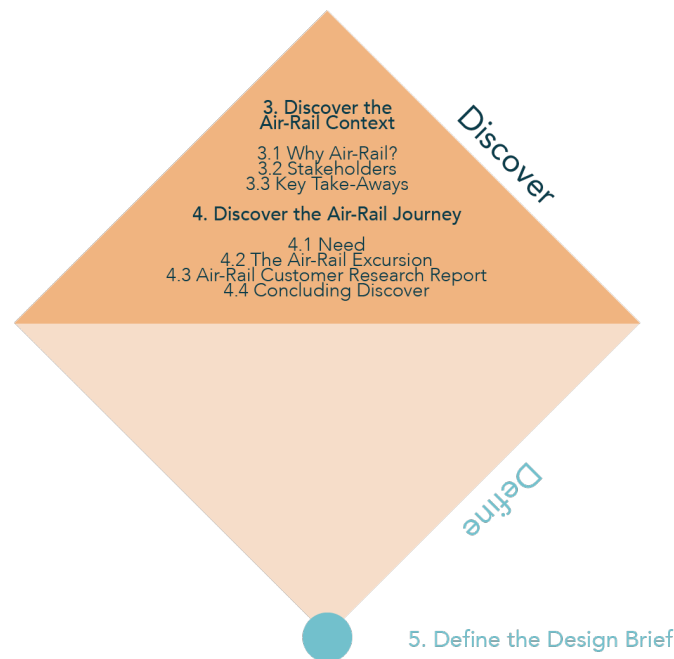 3. Discover the
Air-Rail Context
3.1 Why Air-Rail?
3.2 Stakeholders
3.3 Key Take-Aways
4. Discover the Air-Rail Journey
4.1 Need
4.2 The Air-Rail Excursion
4.3 Air-Rail Customer Research Report
4.4 Concluding Discover
Discover
Define
5. Define the Design Brief